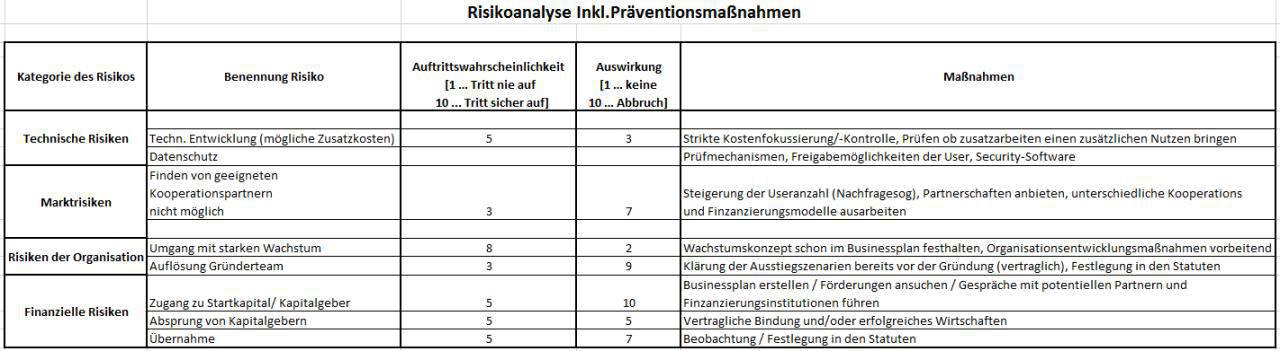 Risikoanalyse Inkl.Präventionsmaßnahmen
Kategorie des Risikos
Benennung Risiko
Auftrittswahrscheinlichkeit
[1 ... Tritt nie auf
10 ... Tritt sicher auf]
Auswirkung
[1 ... keine
10 ... Abbruch]
Maßnahmen
Technische Risiken
Techn. Entwicklung (mögliche Zusatzkosten)
5
3
Strikte Kostenfokussierung/-Kontrolle, Prüfen ob zusatzarbeiten einen zusätzlichen Nutzen bringen
Datenschutz
Prüfmechanismen, Freigabemöglichkeiten der User, Security-Software
Marktrisiken
Finden von geeigneten
Kooperationspartnern
nicht möglich
3
7
Steigerung der Useranzahl (Nachfragesog), Partnerschaften anbieten, unterschiedliche Kooperations
und Finzanzierungsmodelle ausarbeiten
Risiken der Organisation
Umgang mit starken Wachstum
8
2
Wachstumskonzept schon im Businessplan festhalten, Organisationsentwicklungsmaßnahmen vorbeitend
Auflösung Gründerteam
3
9
Klärung der Ausstiegszenarien bereits vor der Gründung (vertraglich), Festlegung in den Statuten
Finanzielle Risiken
Zugang zu Startkapital/ Kapitalgeber
5
10
Businessplan erstellen / Förderungen ansuchen / Gespräche mit potentiellen Partnern und
Finzanzierungsinstitutionen führen
Absprung von Kapitalgebern
5
5
Vertragliche Bindung und/oder erfolgreiches Wirtschaften
Übernahme
5
7
Beobachtung / Festlegung in den Statuten